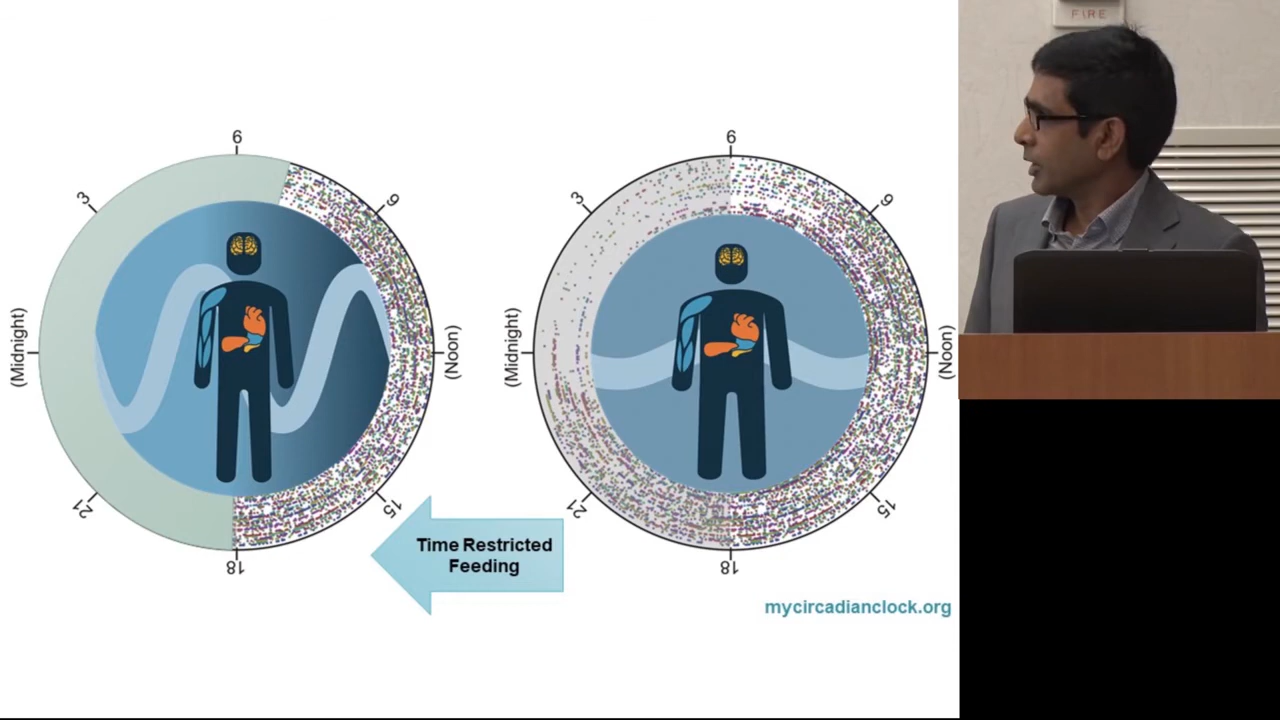 6
3
9
(Midnight)
(Noon)
21
15
18
6
3
9
(Midnight)
(Noon)
21
15
18
Time Restricted
Feeding
mycircadianclock.org
FIRE